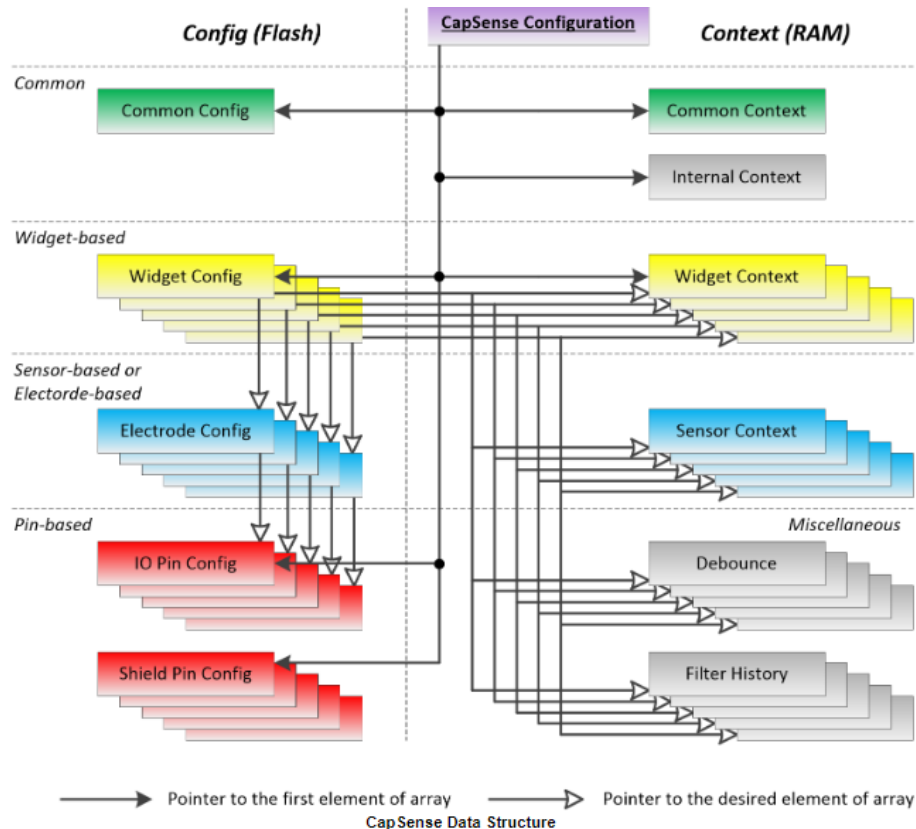 Config (Flash)
CapSense Configuration
Context (RAM)
Common
Common Config
Common Context
Internal Context
Widget-based
Widget Config
Widget Context
Sensor-based or
Electorde-based
Electrode Config
Sensor Context
Pin-based
Miscellaneous
IO Pin Config
Debounce
Shield Pin Config
Filter History
Pointer to the first element of array
Pointer to the desired element of array
CapSense Data Structure